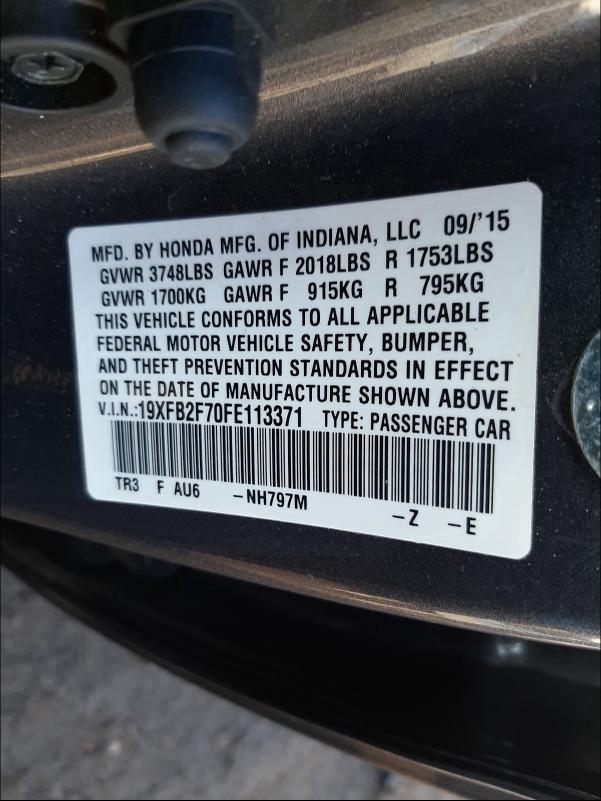 MFD. BY HONDA MFG. OF INDIANA, LLC 09/'15
GVWR 3748LBS GAWR F 2018LBS R 1753LBS
GVWR 1700KG GAWR F 915KG R 795KG
THIS VEHICLE CONFORMS TO ALL APPLICABLE
FEDERAL MOTOR VEHICLE SAFETY, BUMPER,
AND THEFT PREVENTION STANDARDS IN EFFECT
ON THE DATE OF MANUFACTURE SHOWN ABOVE.
V.I.N.:19XFB2F70FE113371 TYPE: PASSENGER CAR
TR3 F AU6 -NH797M -Z -E